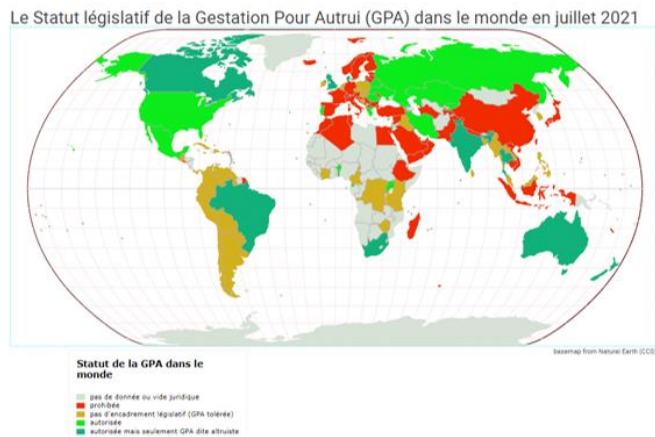 Le Statut législatif de la Gestation Pour Autrui (GPA) dans le monde en juillet 2021
basemap from Natural Earth (CC0)
Statut de la GPA dans le
monde
pas de donnée ou vide juridique
prohibée
pas d'encadrement législatif (GPA tolérée)
autorisée
autorisée mais seulement GPA dite altruiste